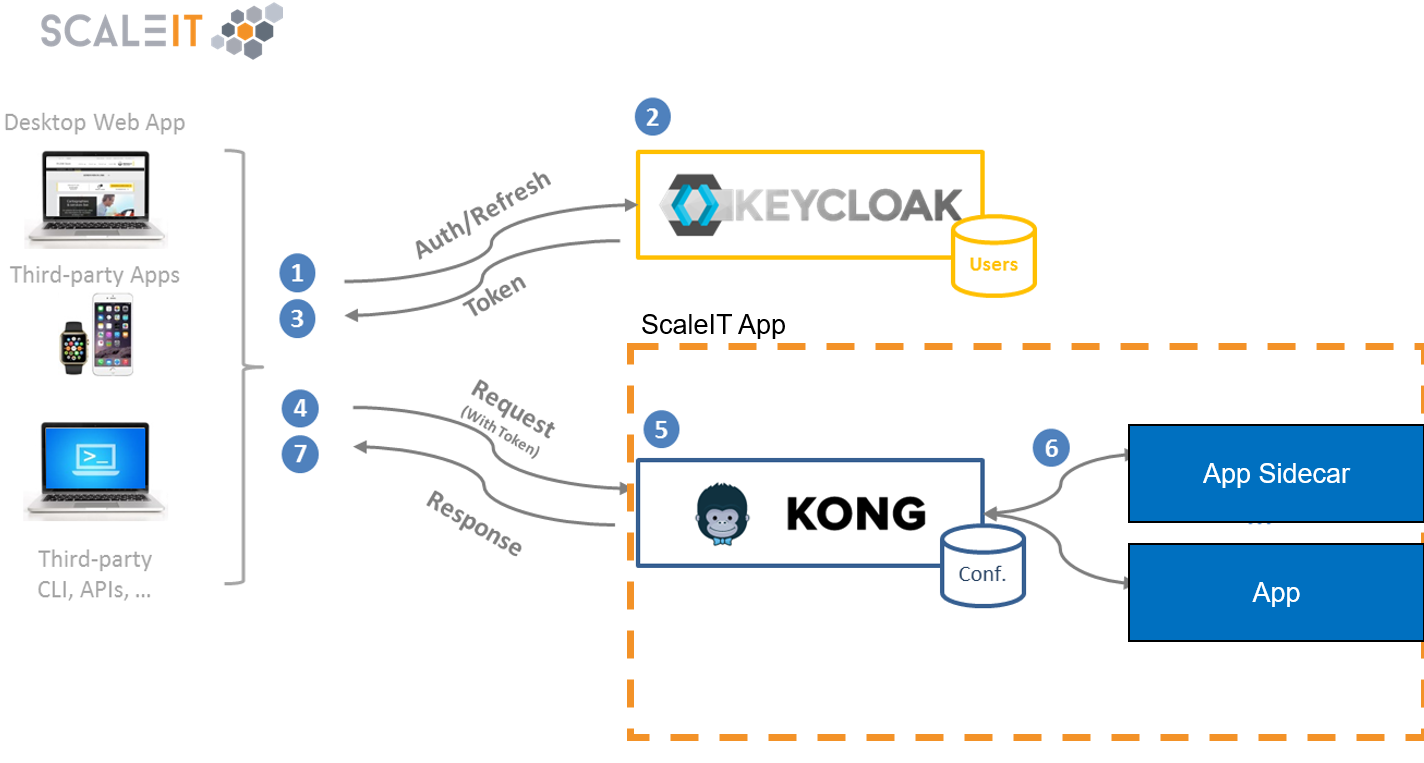 SCALEIT
Desktop Web App
2
KEYCLOAK
Users
Auth/Refresh
1
Token
3
Third-party Apps
ScaleIT App
4
Request
(With Token)
7
Response
5
KONG
Conf.
6
App Sidecar
...
App
>_
Third-party
CLI, APIs, ...